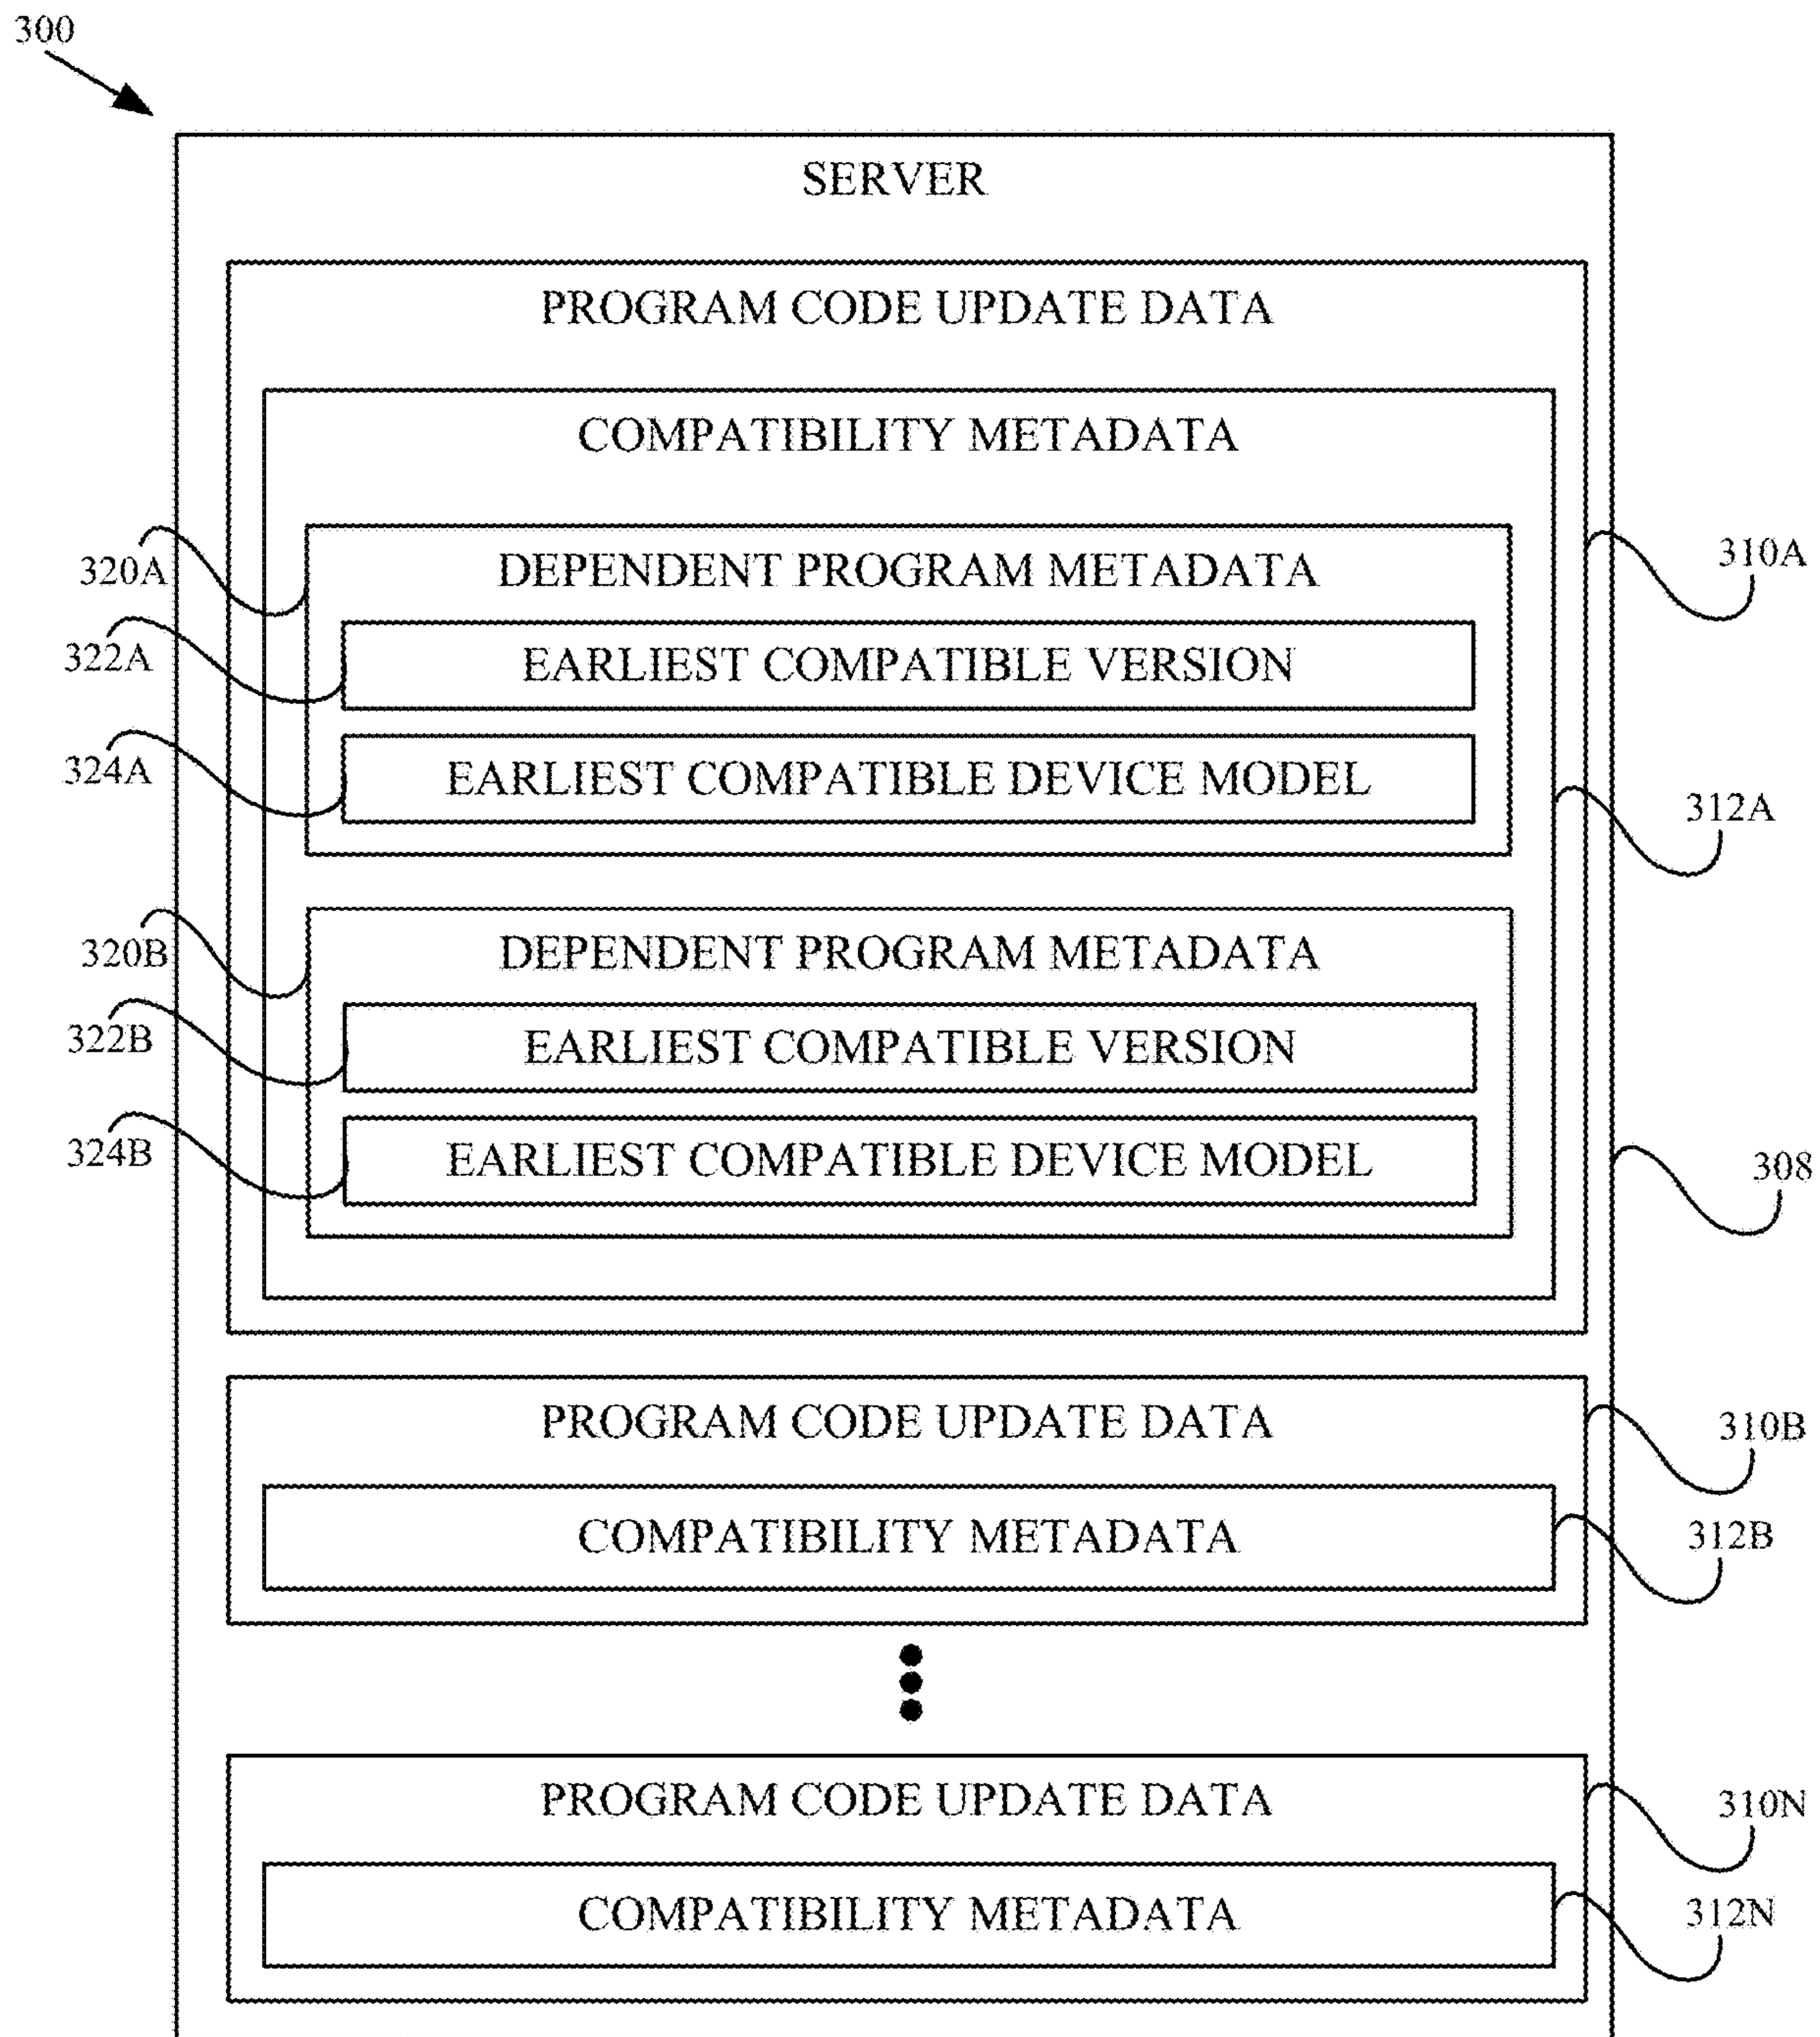 300
SERVER
PROGRAM CODE UPDATE DATA
COMPATIBILITY METADATA
320A
DEPENDENT PROGRAM METADATA
310A
322A
EARLIEST COMPATIBLE VERSION
324A
EARLIEST COMPATIBLE DEVICE MODEL
312A
320B
DEPENDENT PROGRAM METADATA
322B
EARLIEST COMPATIBLE VERSION
324B
EARLIEST COMPATIBLE DEVICE MODEL
308
PROGRAM CODE UPDATE DATA
310B
COMPATIBILITY METADATA
312B
PROGRAM CODE UPDATE DATA
310N
COMPATIBILITY METADATA
312N